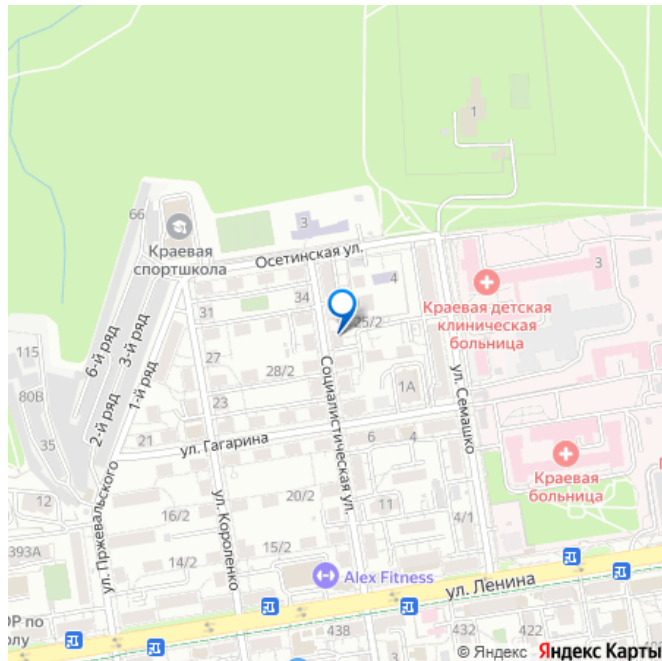 1
66
3
Краевая
спортшкола
Осетинская ул.
4
3
Краевая детская
клиническая
больница
34
31
25/2
6-й ряд
3-й ряд
115
80В
27
28/2
1А
Социалистическая ул.
ул. Семашко
2-й ряд
1-й ряд
35
23
21
ул. Гагарина
6
4
Краевая
больница
12
ул. Пржевальского
16/2
20/2
11
4/1
393А
ул. Короленко
14/2
15/2
Alex Fitness
ул. Ленина
ОР по
олу
438
432
422
© Яндекс Яндекс Карты